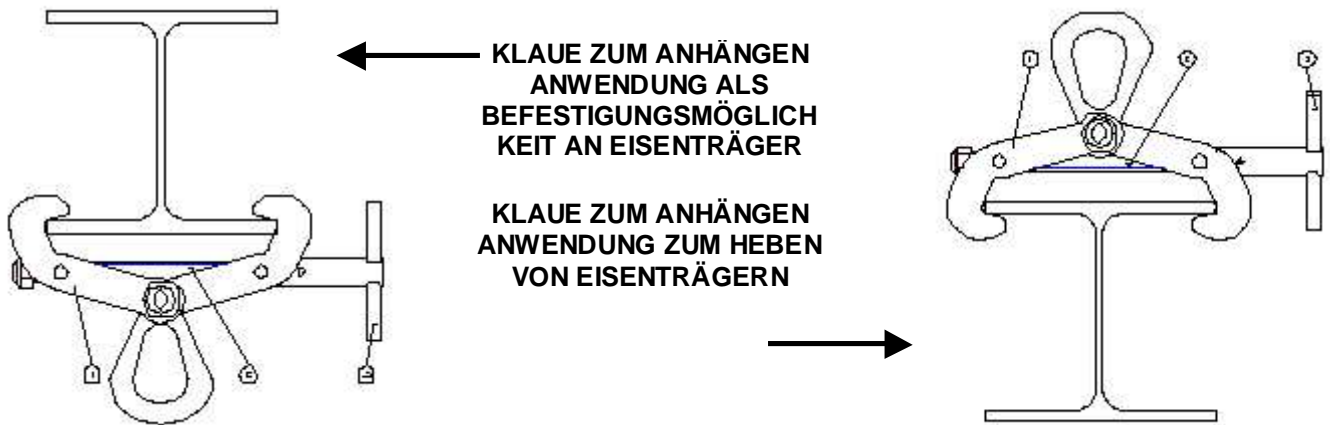 KLAUE ZUM ANHÄNGEN
ANWENDUNG ALS
BEFESTIGUNGSMÖGLICH
KEIT AN EISENTRÄGER
KLAUE ZUM ANHÄNGEN
ANWENDUNG ZUM HEBEN
VON EISENTRÄGERN